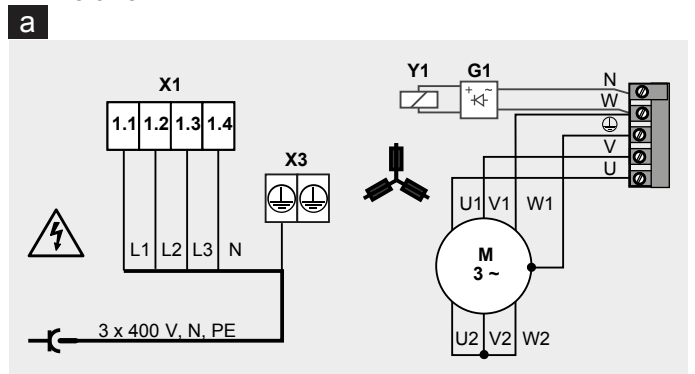 a
X1
1.1 1.2 1.3 1.4
X3
L1 L2 L3 N
3 x 400 V, N, PE
Y1 G1
+ ~
N
W
V
U
U1 V1 W1
M
3 ~
U2 V2 W2